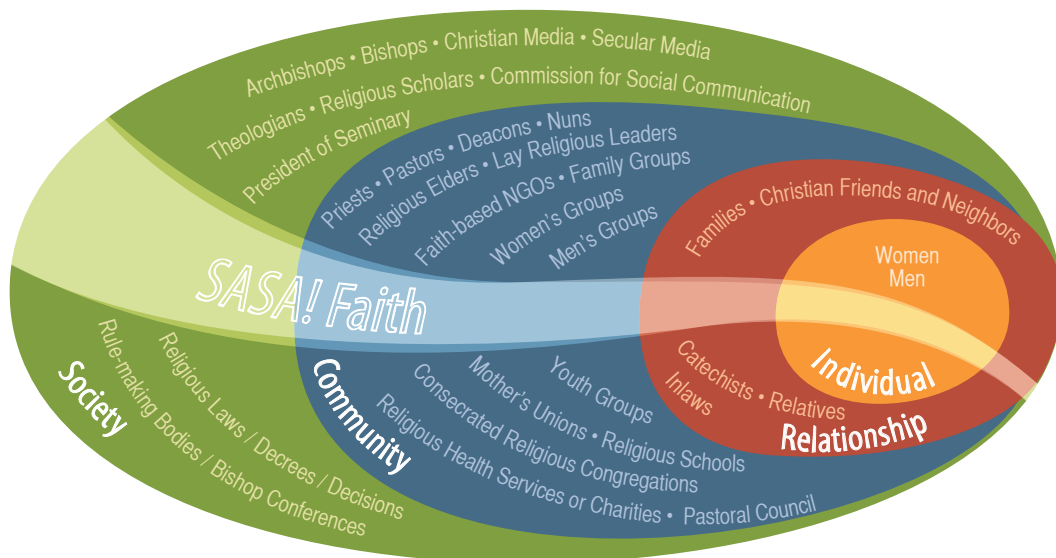 Archbishops • Bishops • Christian Media • Secular Media
Theologians • Religious Scholars • Commission for Social Communication
President of Seminary
Priests • Pastors • Deacons • Nuns
Religious Elders • Lay Religious Leaders
Faith-based NGOs • Family Groups
Women's Groups
Men's Groups
Families • Christian Friends and Neighbors
Women
Men
SASA! Faith
Individual
Catechists • Relatives
Inlaws
Relationship
Youth Groups
Mother's Unions • Religious Schools
Consecrated Religious Congregations
Religious Health Services or Charities • Pastoral Council
Community
Religious Laws / Decrees / Decisions
Rule-making Bodies / Bishop Conferences
Society